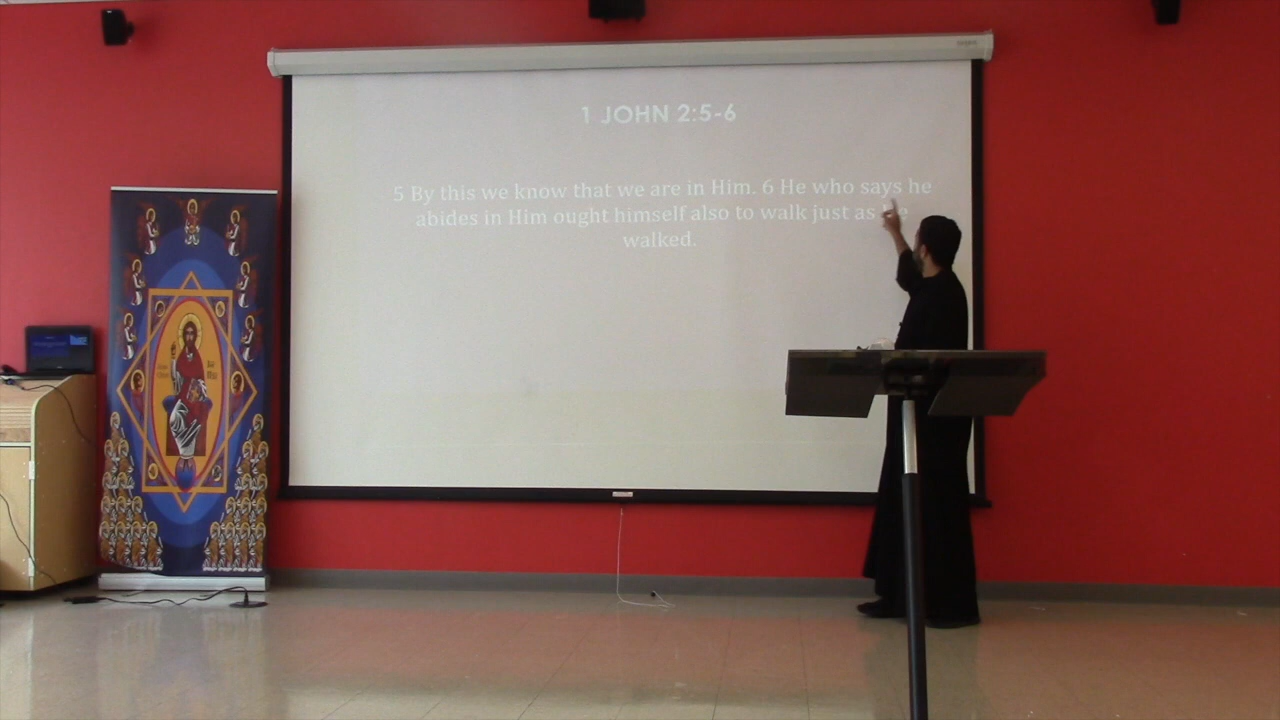 1 JOHN 2:5-6
5 By this we know that we are in Him. 6 He who says he
abides in Him ought himself also to walk just as
walked.